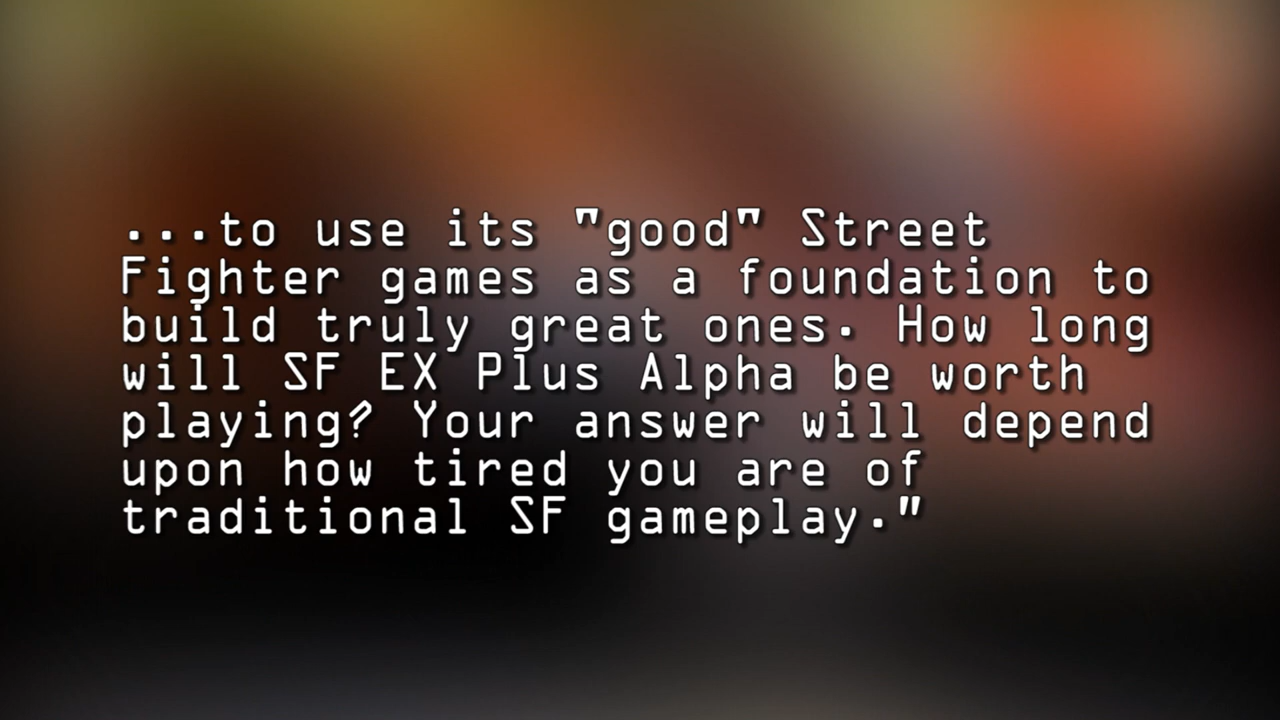 ...to use its "good" Street
Fighter games as a foundation to
build truly great ones. How long
will SF EX Plus Alpha be worth
playing? Your answer will depend
upon how tired you are of
traditional SF gameplay."